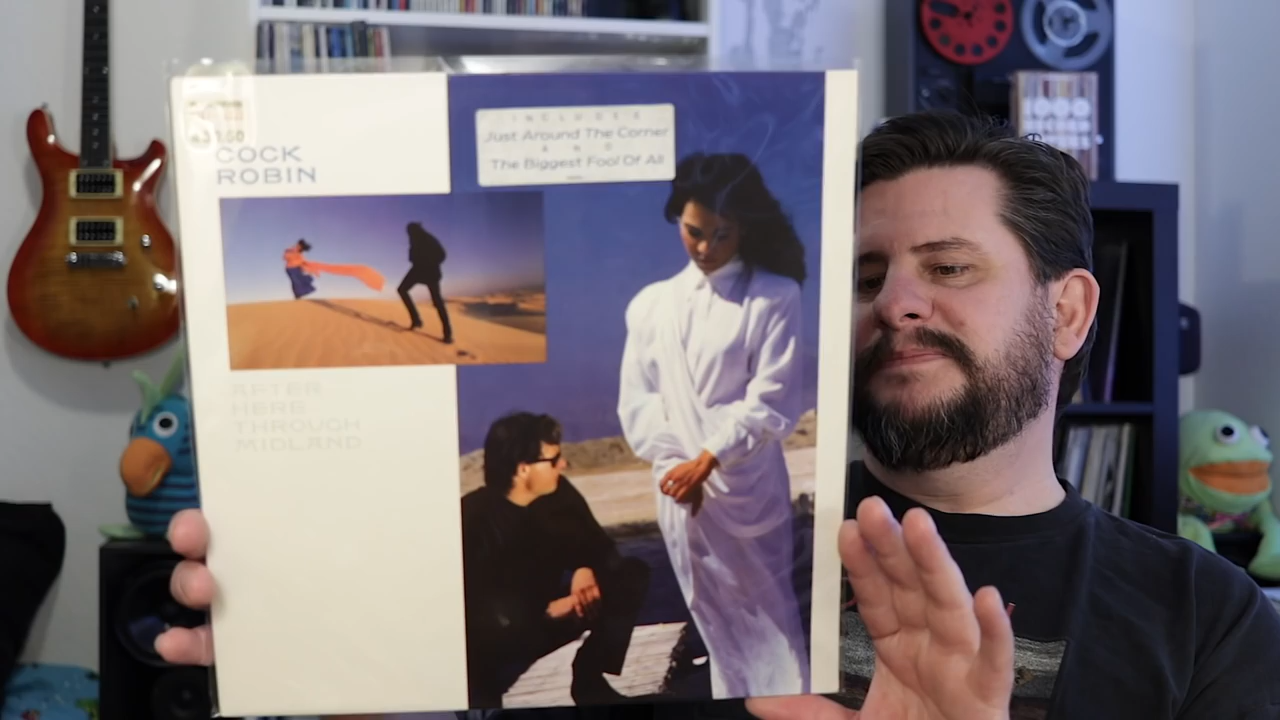 COCK
ROBIN
INCLUDES
Just Around The Corner
AND
The Biggest Fool Of All
AFTER
HERE
THROUGH
MIDLAND